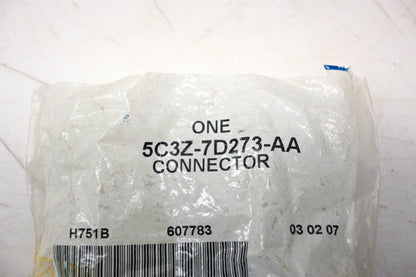 ONE
5C3Z-7D273-AA
CONNECTOR
H751B 607783 03 02 07